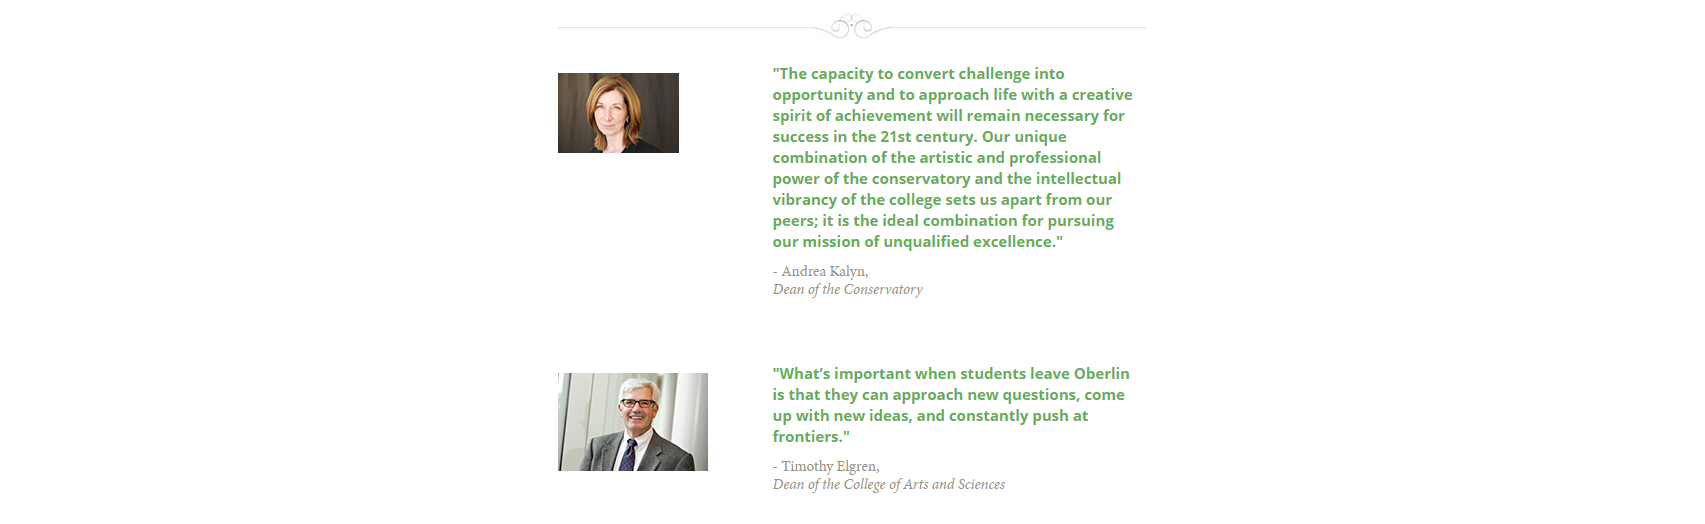 "The capacity to convert challenge into
opportunity and to approach life with a creative
spirit of achievement will remain necessary for
success in the 21st century. Our unique
combination of the artistic and professional
power of the conservatory and the intellectual
vibrancy of the college sets us apart from our
peers; it is the ideal combination for pursuing
our mission of unqualified excellence."
- Andrea Kalyn,
Dean of the Conservatory
"What’s important when students leave Oberlin
is that they can approach new questions, come
up with new ideas, and constantly push at
frontiers."
- Timothy Elgren,
Dean of the College of Arts and Sciences